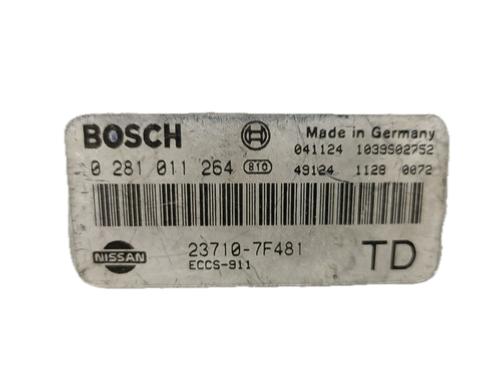 BOSCH Made in Germany
041124 1039S02752
0 281 011 264 810 49124 1128 0072
NISSAN 23710-7F481 TD
ECCS-911